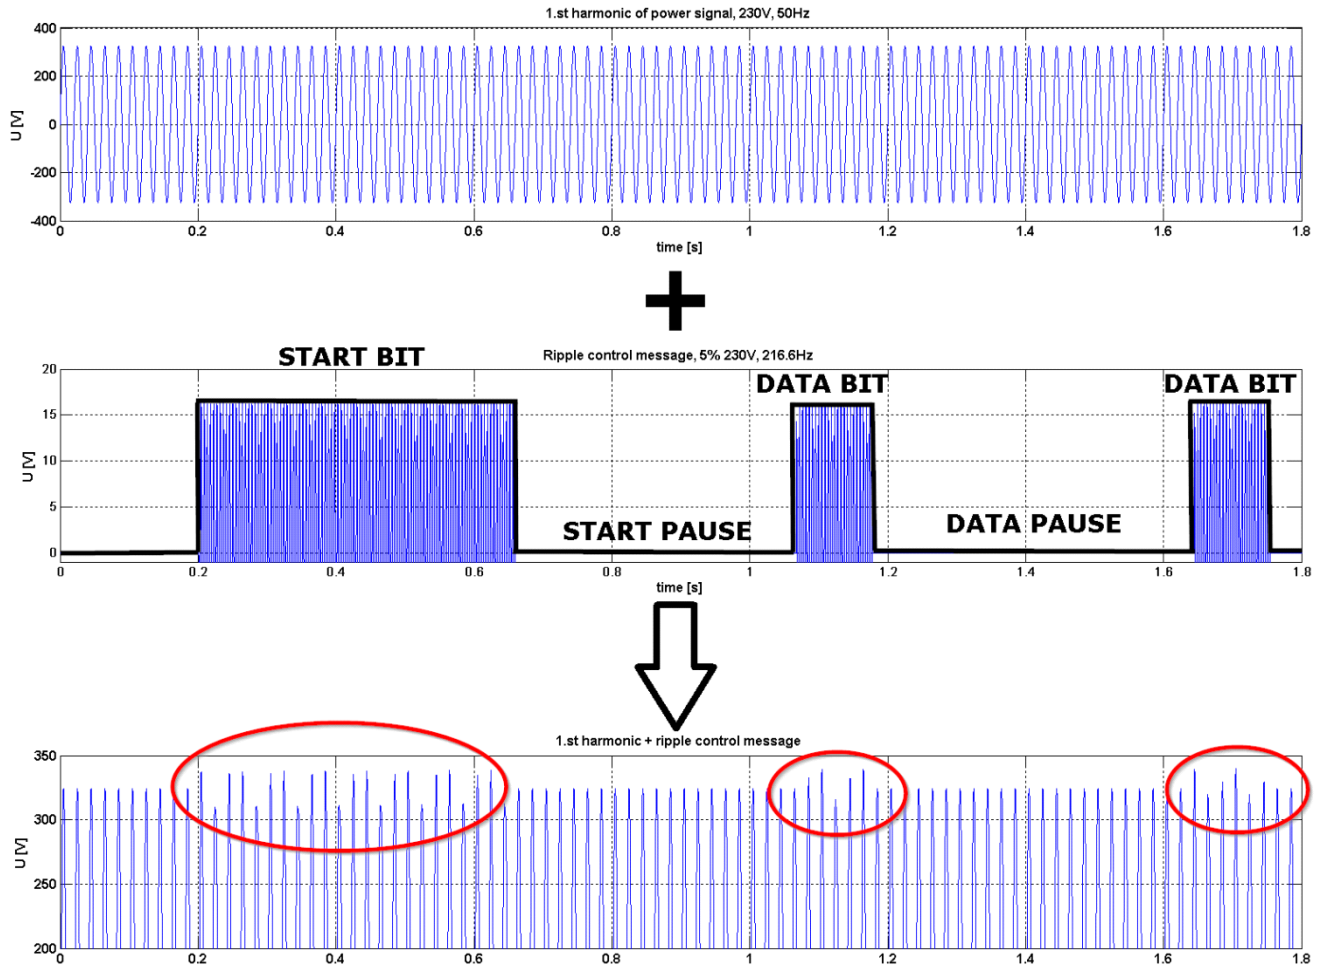 1.st harmonic of power signal, 230V, 50Hz
400
200
0
-200
-400
U [V]
0 0.2 0.4 0.6 0.8 1 1.2 1.4 1.6 1.8
time [s]
+
START BIT
Ripple control message, 5% 230V, 216.6Hz
DATA BIT
DATA BIT
20
15
10
5
0
U [V]
START PAUSE
DATA PAUSE
0 0.2 0.4 0.6 0.8 1 1.2 1.4 1.6 1.8
time [s]
1.st harmonic + ripple control message
350
300
250
200
U [V]
0 0.2 0.4 0.6 0.8 1 1.2 1.4 1.6 1.8